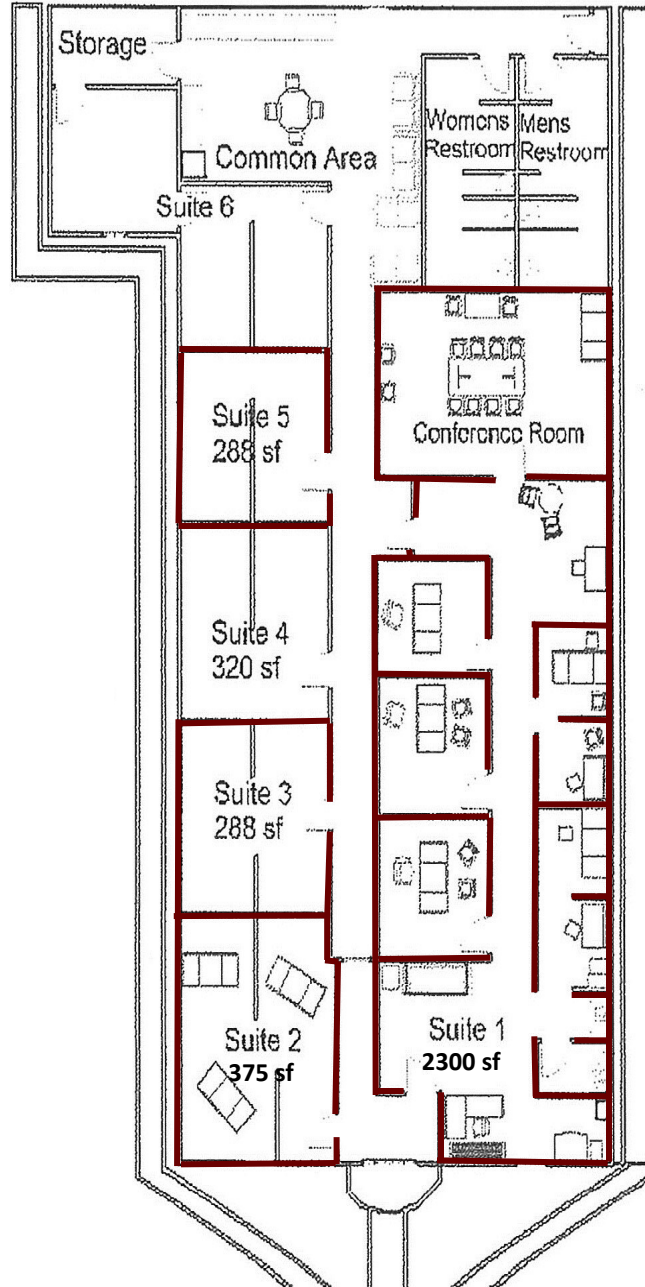 Storage
Common Area
Womens
Restroom
Mens
Restroom
Suite 6
Conference Room
Suite 5
288 sf
Suite 4
320 sf
Suite 3
288 sf
Suite 2
375 sf
Suite 1
2300 sf